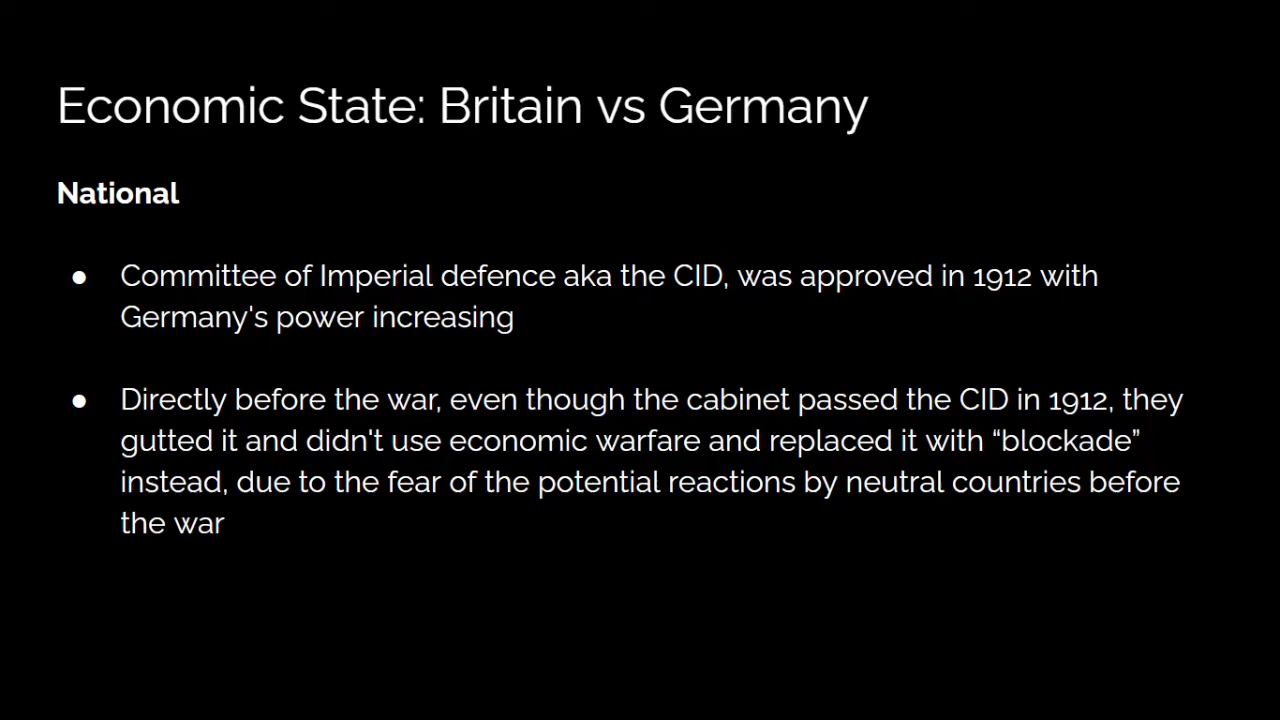 Economic State: Britain vs Germany
National
● Committee of Imperial defence aka the CID, was approved in 1912 with
Germany's power increasing
● Directly before the war, even though the cabinet passed the CID in 1912, they
gutted it and didn't use economic warfare and replaced it with “blockade”
instead, due to the fear of the potential reactions by neutral countries before
the war